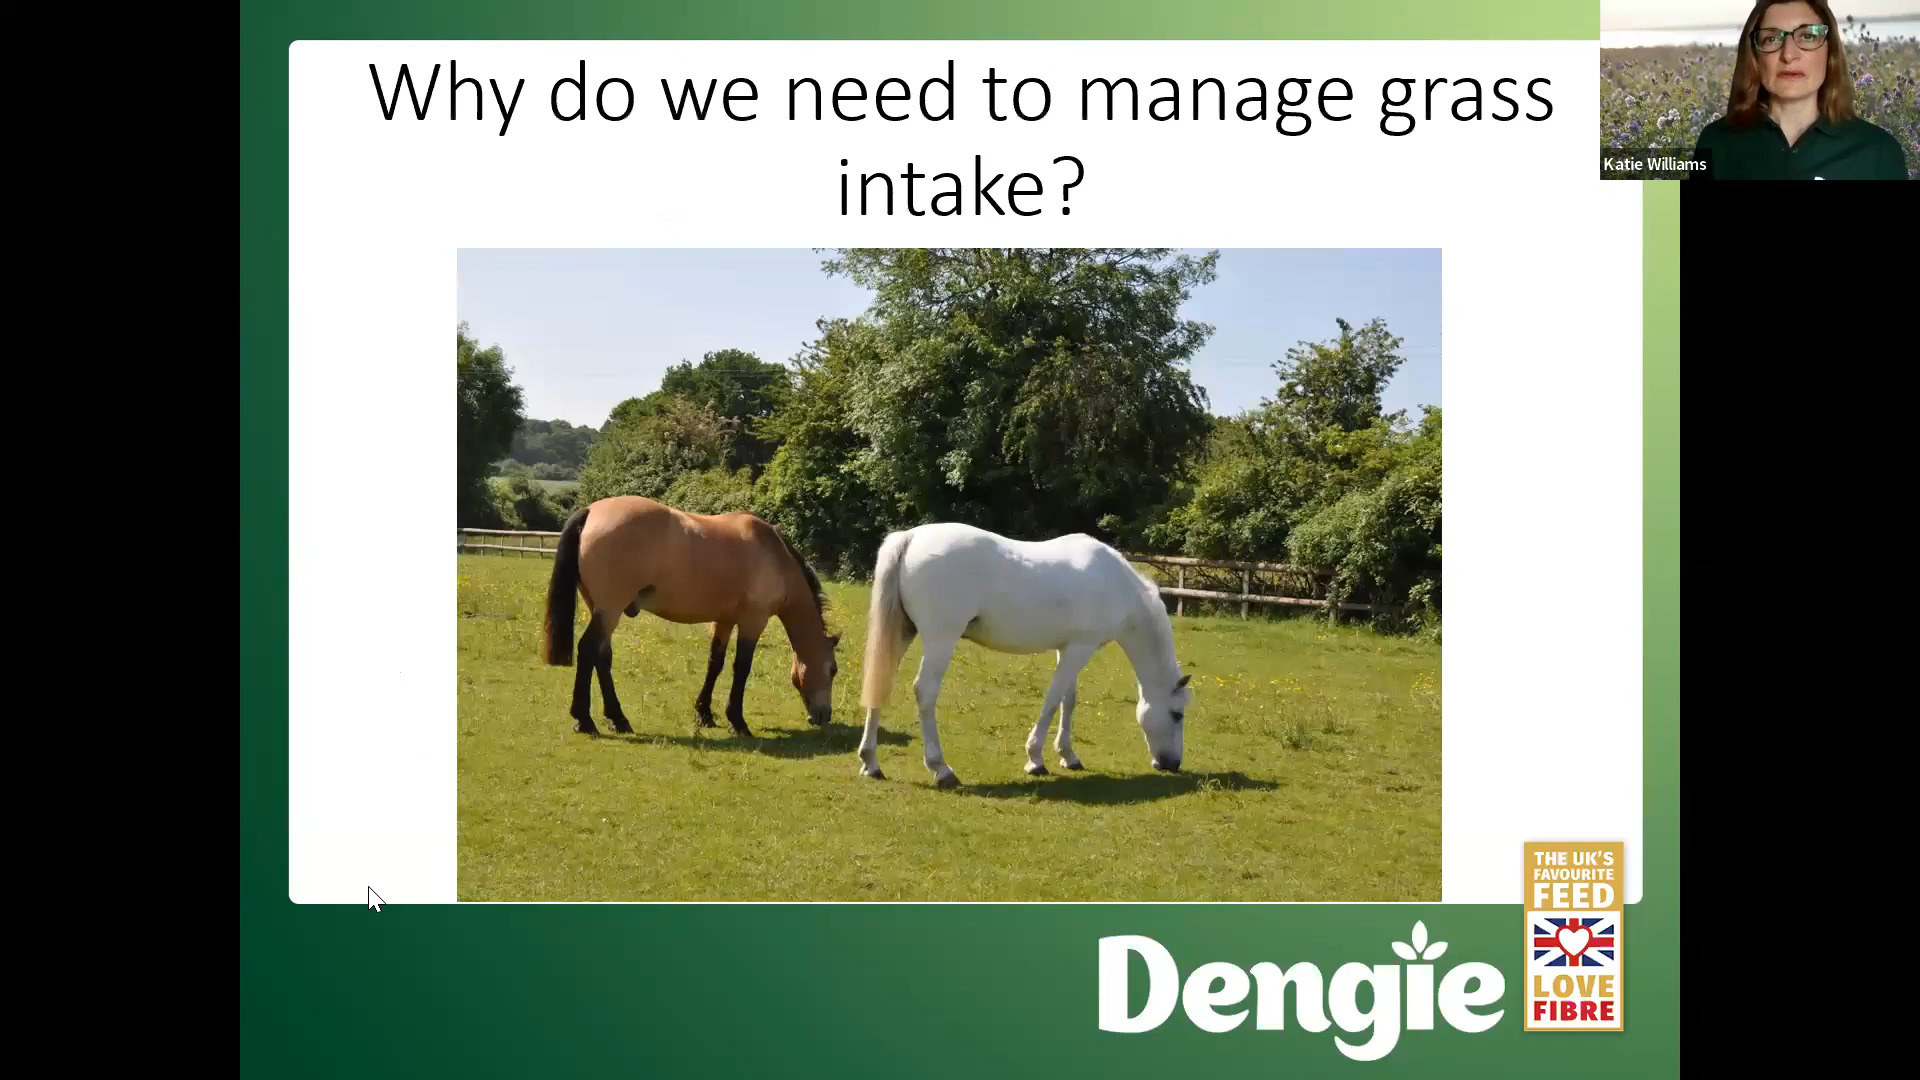 Why do we need to manage grass
intake?
Katie Williams
THE UK'S
FAVOURITE
FEED
LOVE
FIBRE
Dengie